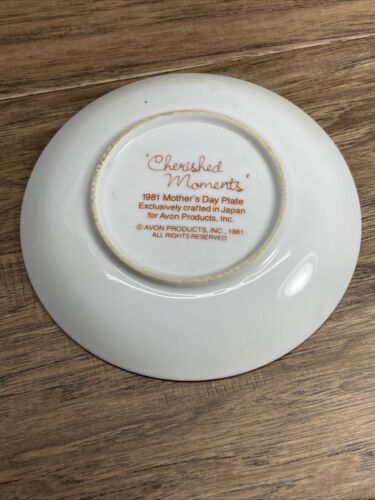 'Cherished
Moments'
1981 Mother's Day Plate
Exclusively crafted in Japan
for Avon Products, Inc.
© AVON PRODUCTS, INC., 1981
ALL RIGHTS RESERVED